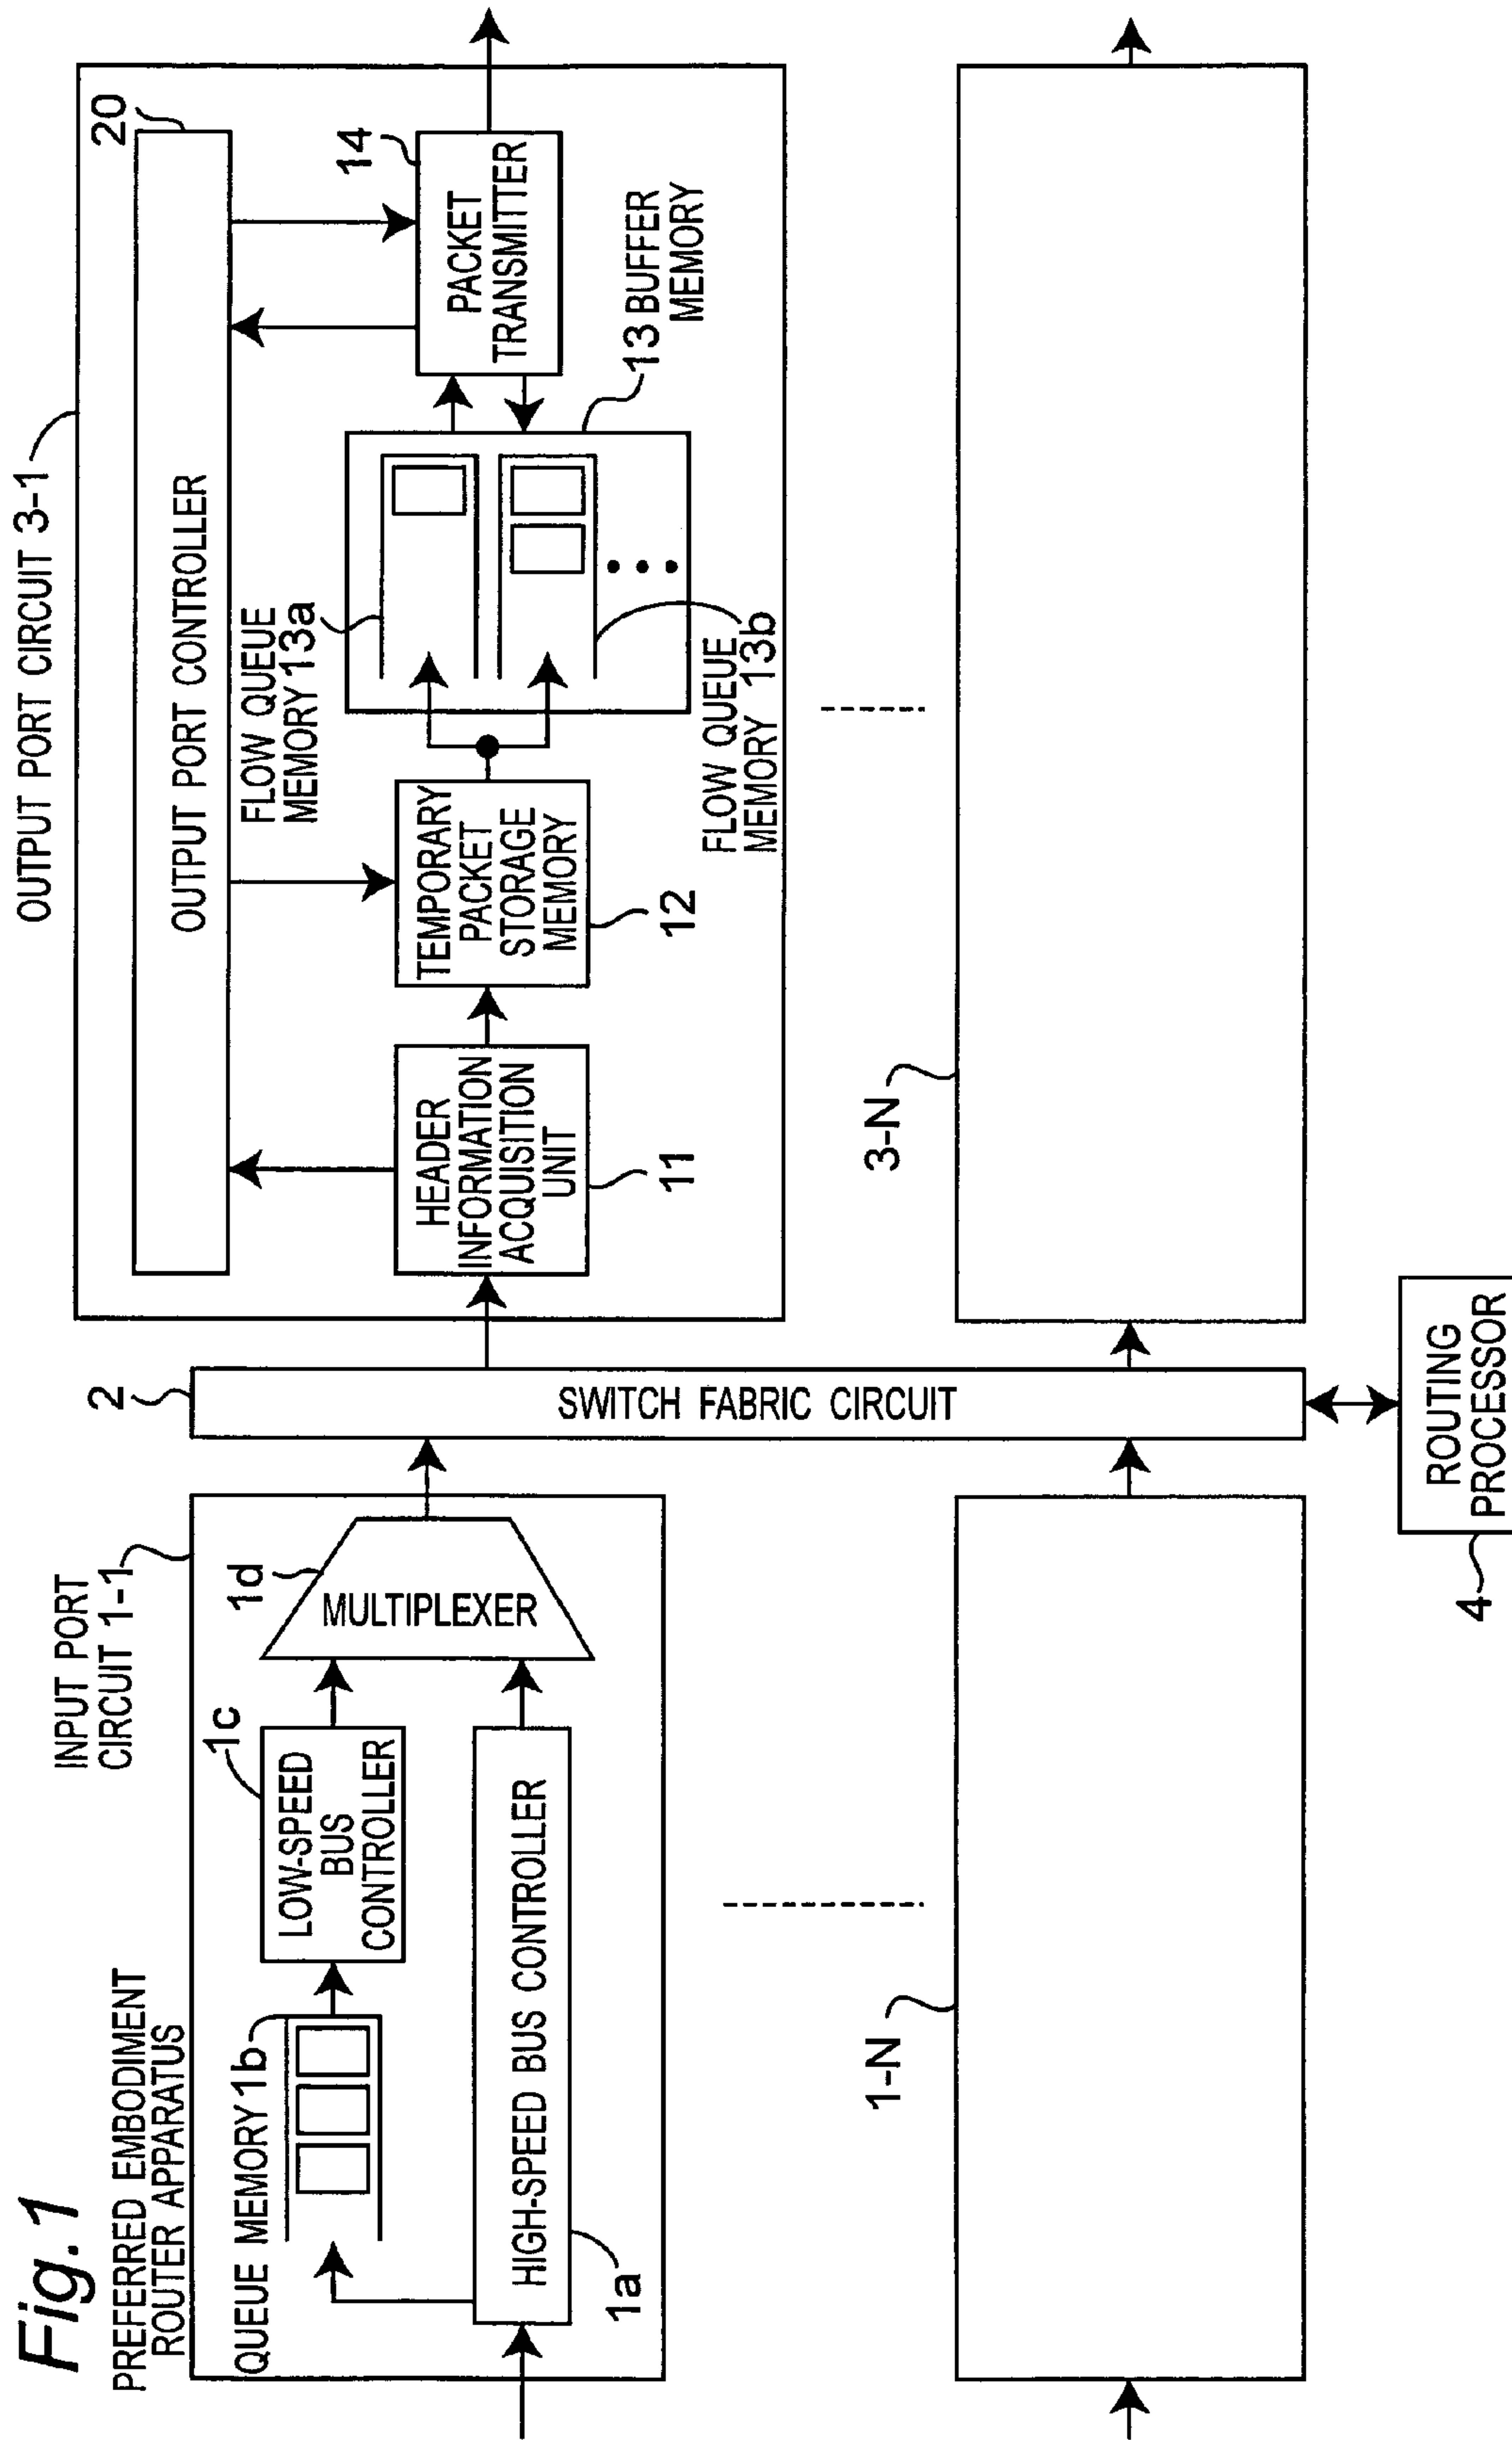 Fig.1
PREFERRED EMBODIMENT
ROUTER APPARATUS
INPUT PORT
CIRCUIT 1-1
QUEUE MEMORY 1b
1c
LOW-SPEED
BUS
CONTROLLER
1d
MULTIPLEXER
HIGH-SPEED BUS CONTROLLER
1a
1-N
2
SWITCH FABRIC CIRCUIT
ROUTING
PROCESSOR
4
OUTPUT PORT CIRCUIT 3-1
20
OUTPUT PORT CONTROLLER
HEADER
INFORMATION
ACQUISITION
UNIT
11
TEMPORARY
PACKET
STORAGE
MEMORY
12
FLOW QUEUE
MEMORY 13a
FLOW QUEUE
MEMORY 13b
13 BUFFER
MEMORY
14
PACKET
TRANSMITTER
3-N